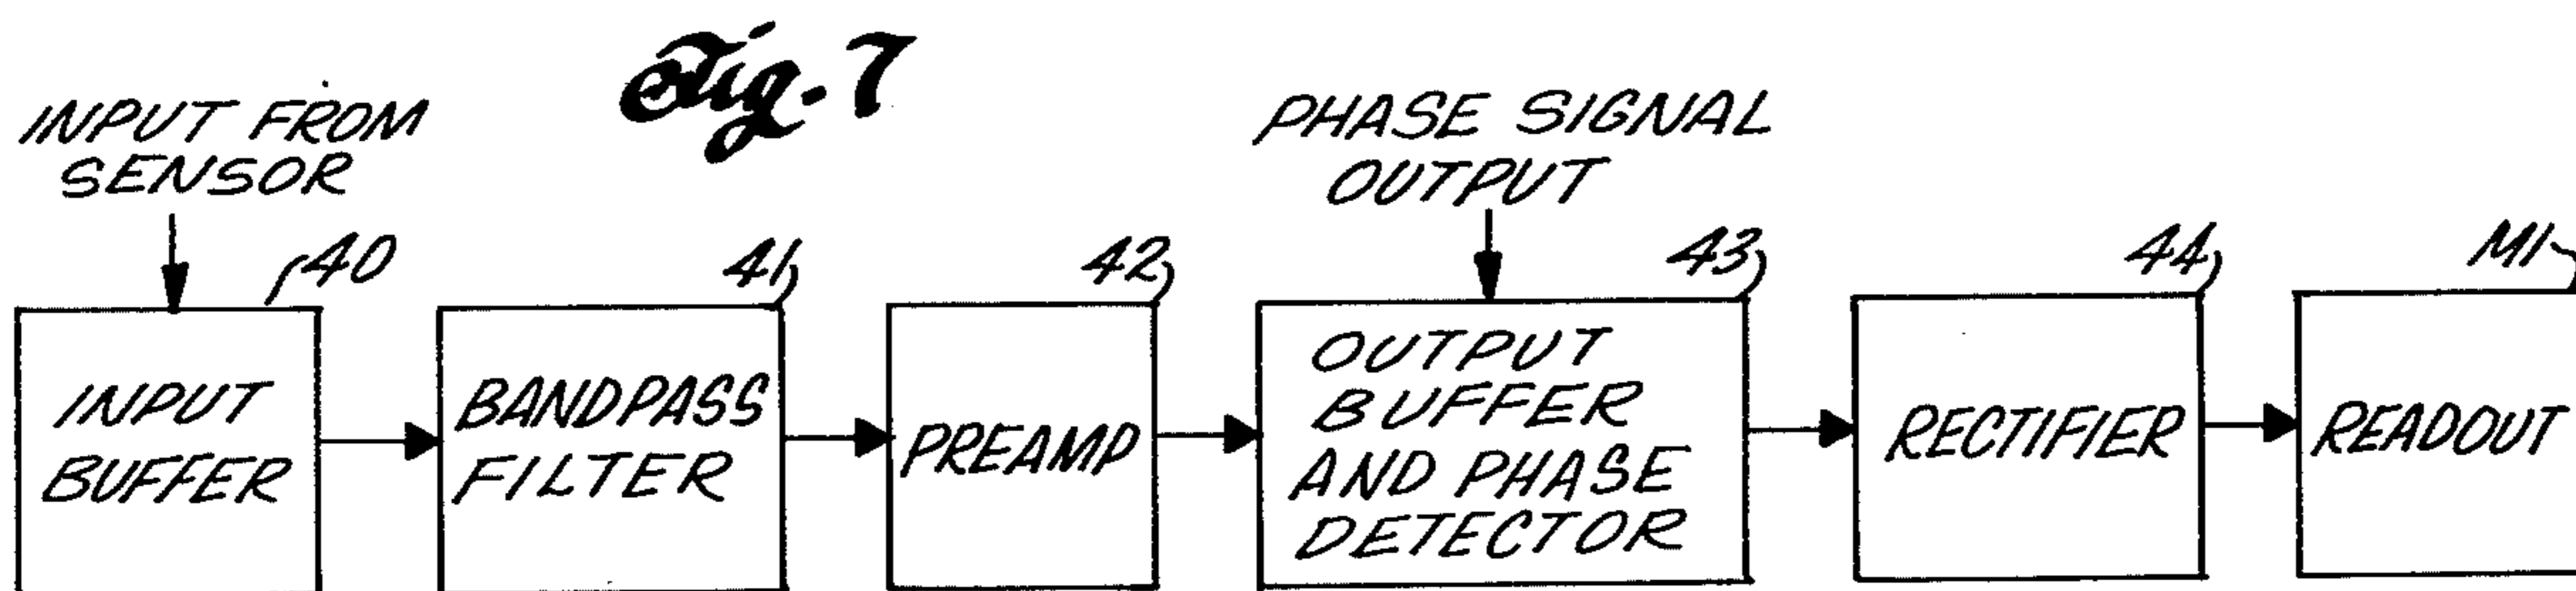 Fig. 7
INPUT FROM
SENSOR
PHASE SIGNAL
OUTPUT
40
41
42
43
44
M1
INPUT
BUFFER
BANDPASS
FILTER
PREAMP
OUTPUT
BUFFER
AND PHASE
DETECTOR
RECTIFIER
READOUT